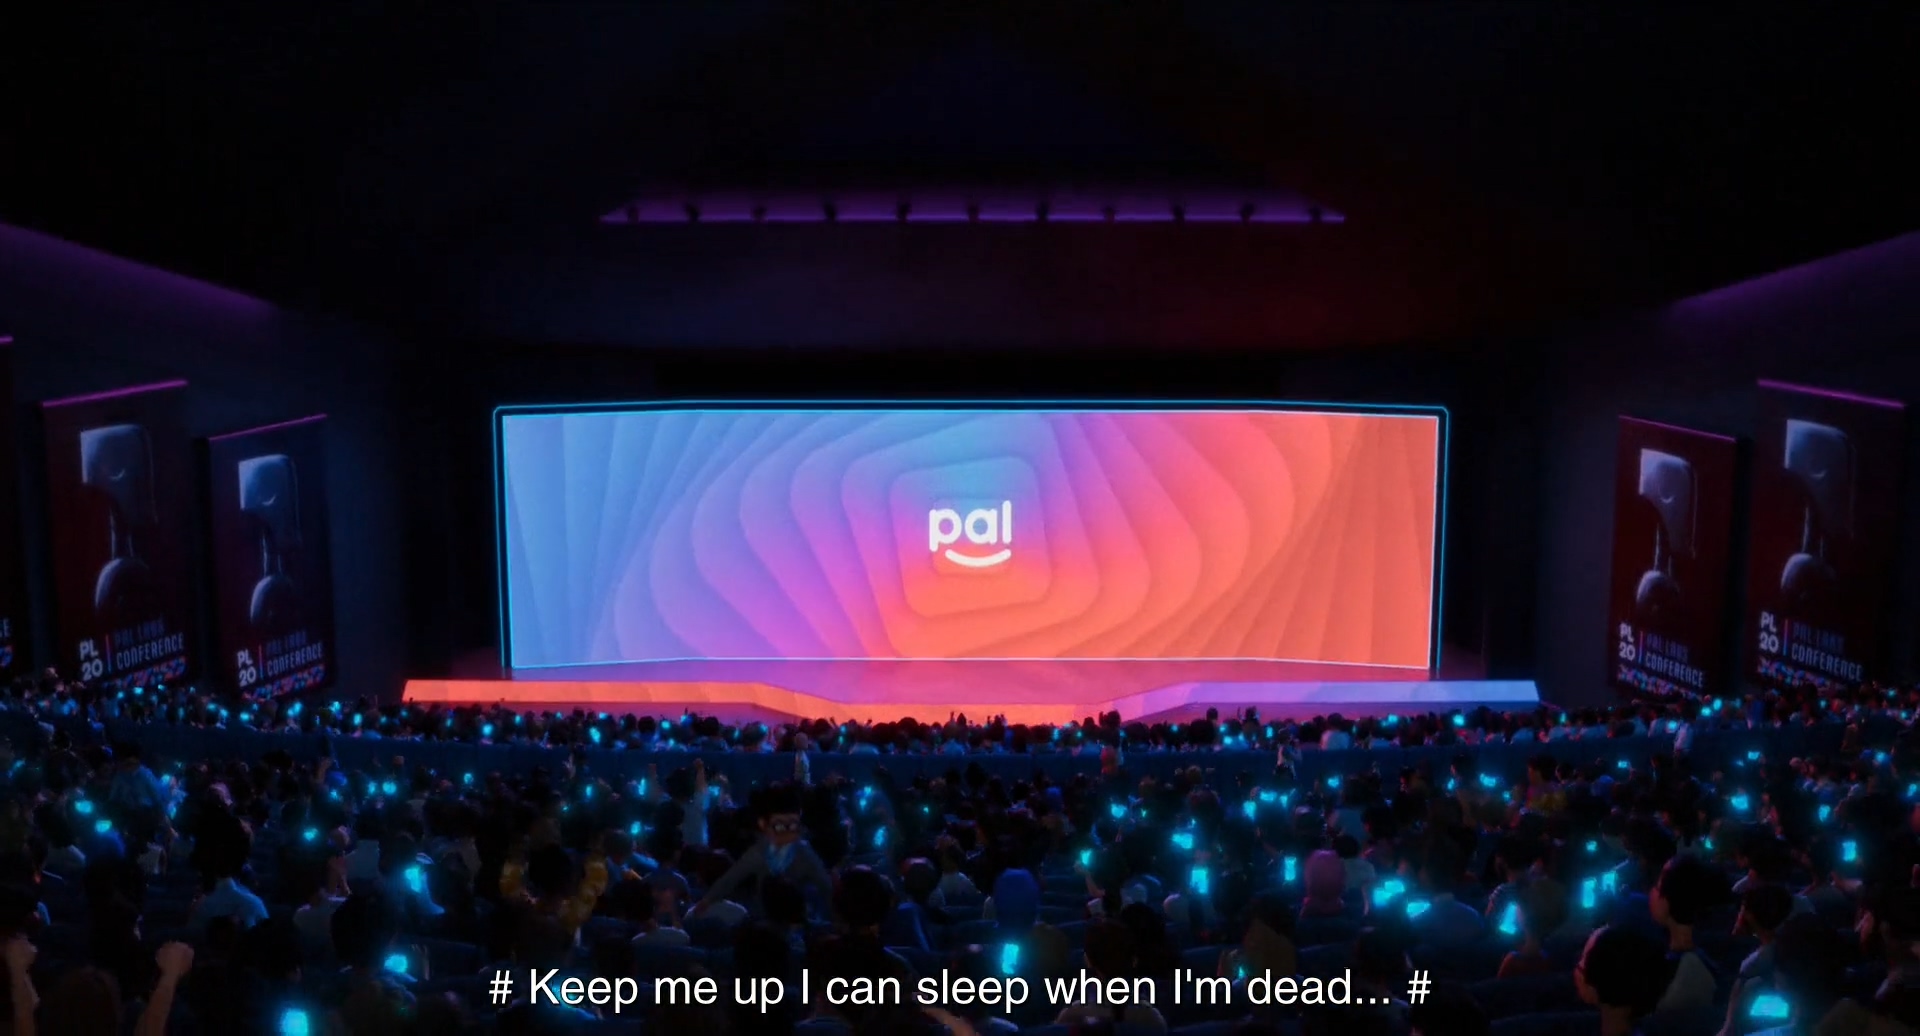 pal
PL
20
PAL LABS
CONFERENCE
PL
20
PAL LABS
CONFERENCE
PL
20
PAL LABS
CONFERENCE
PL
20
PAL LABS
CONFERENCE
# Keep me up I can sleep when I'm dead... #